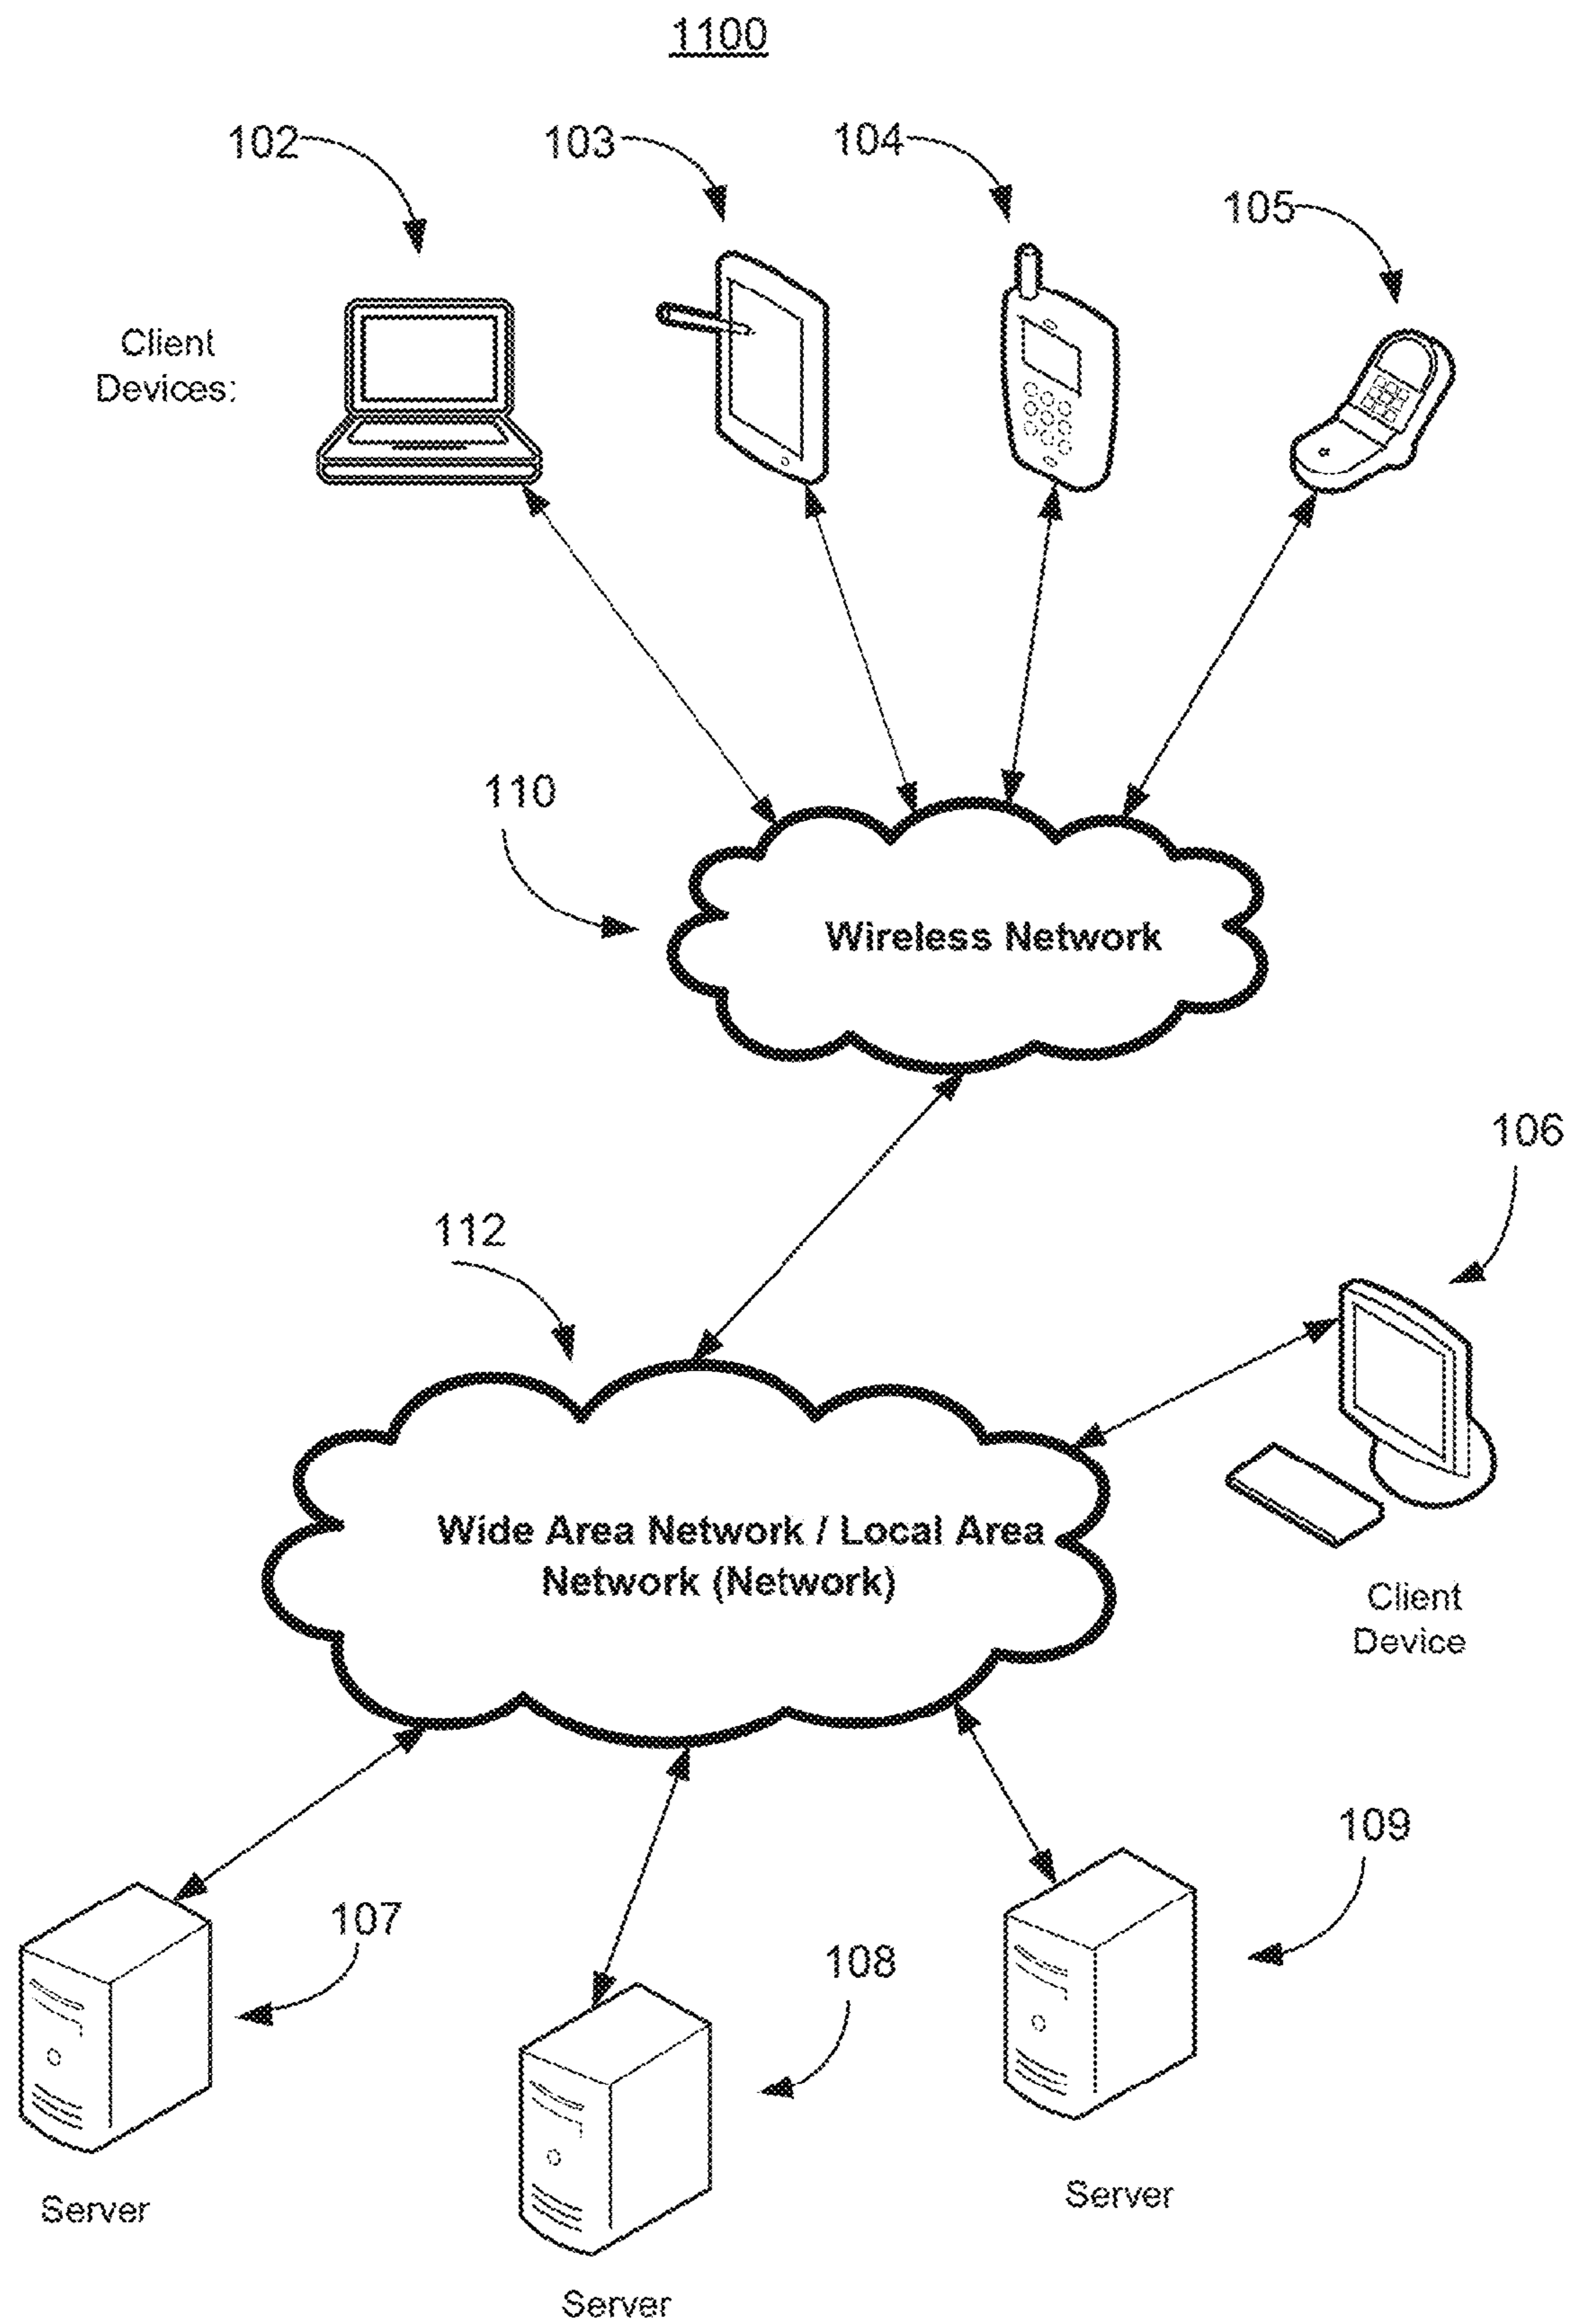 1100
102
103
104
105
Client
Devices:
110
Wireless Network
106
112
Wide Area Network / Local Area
Network (Network)
Client
Device
109
107
108
Server
Server
Server